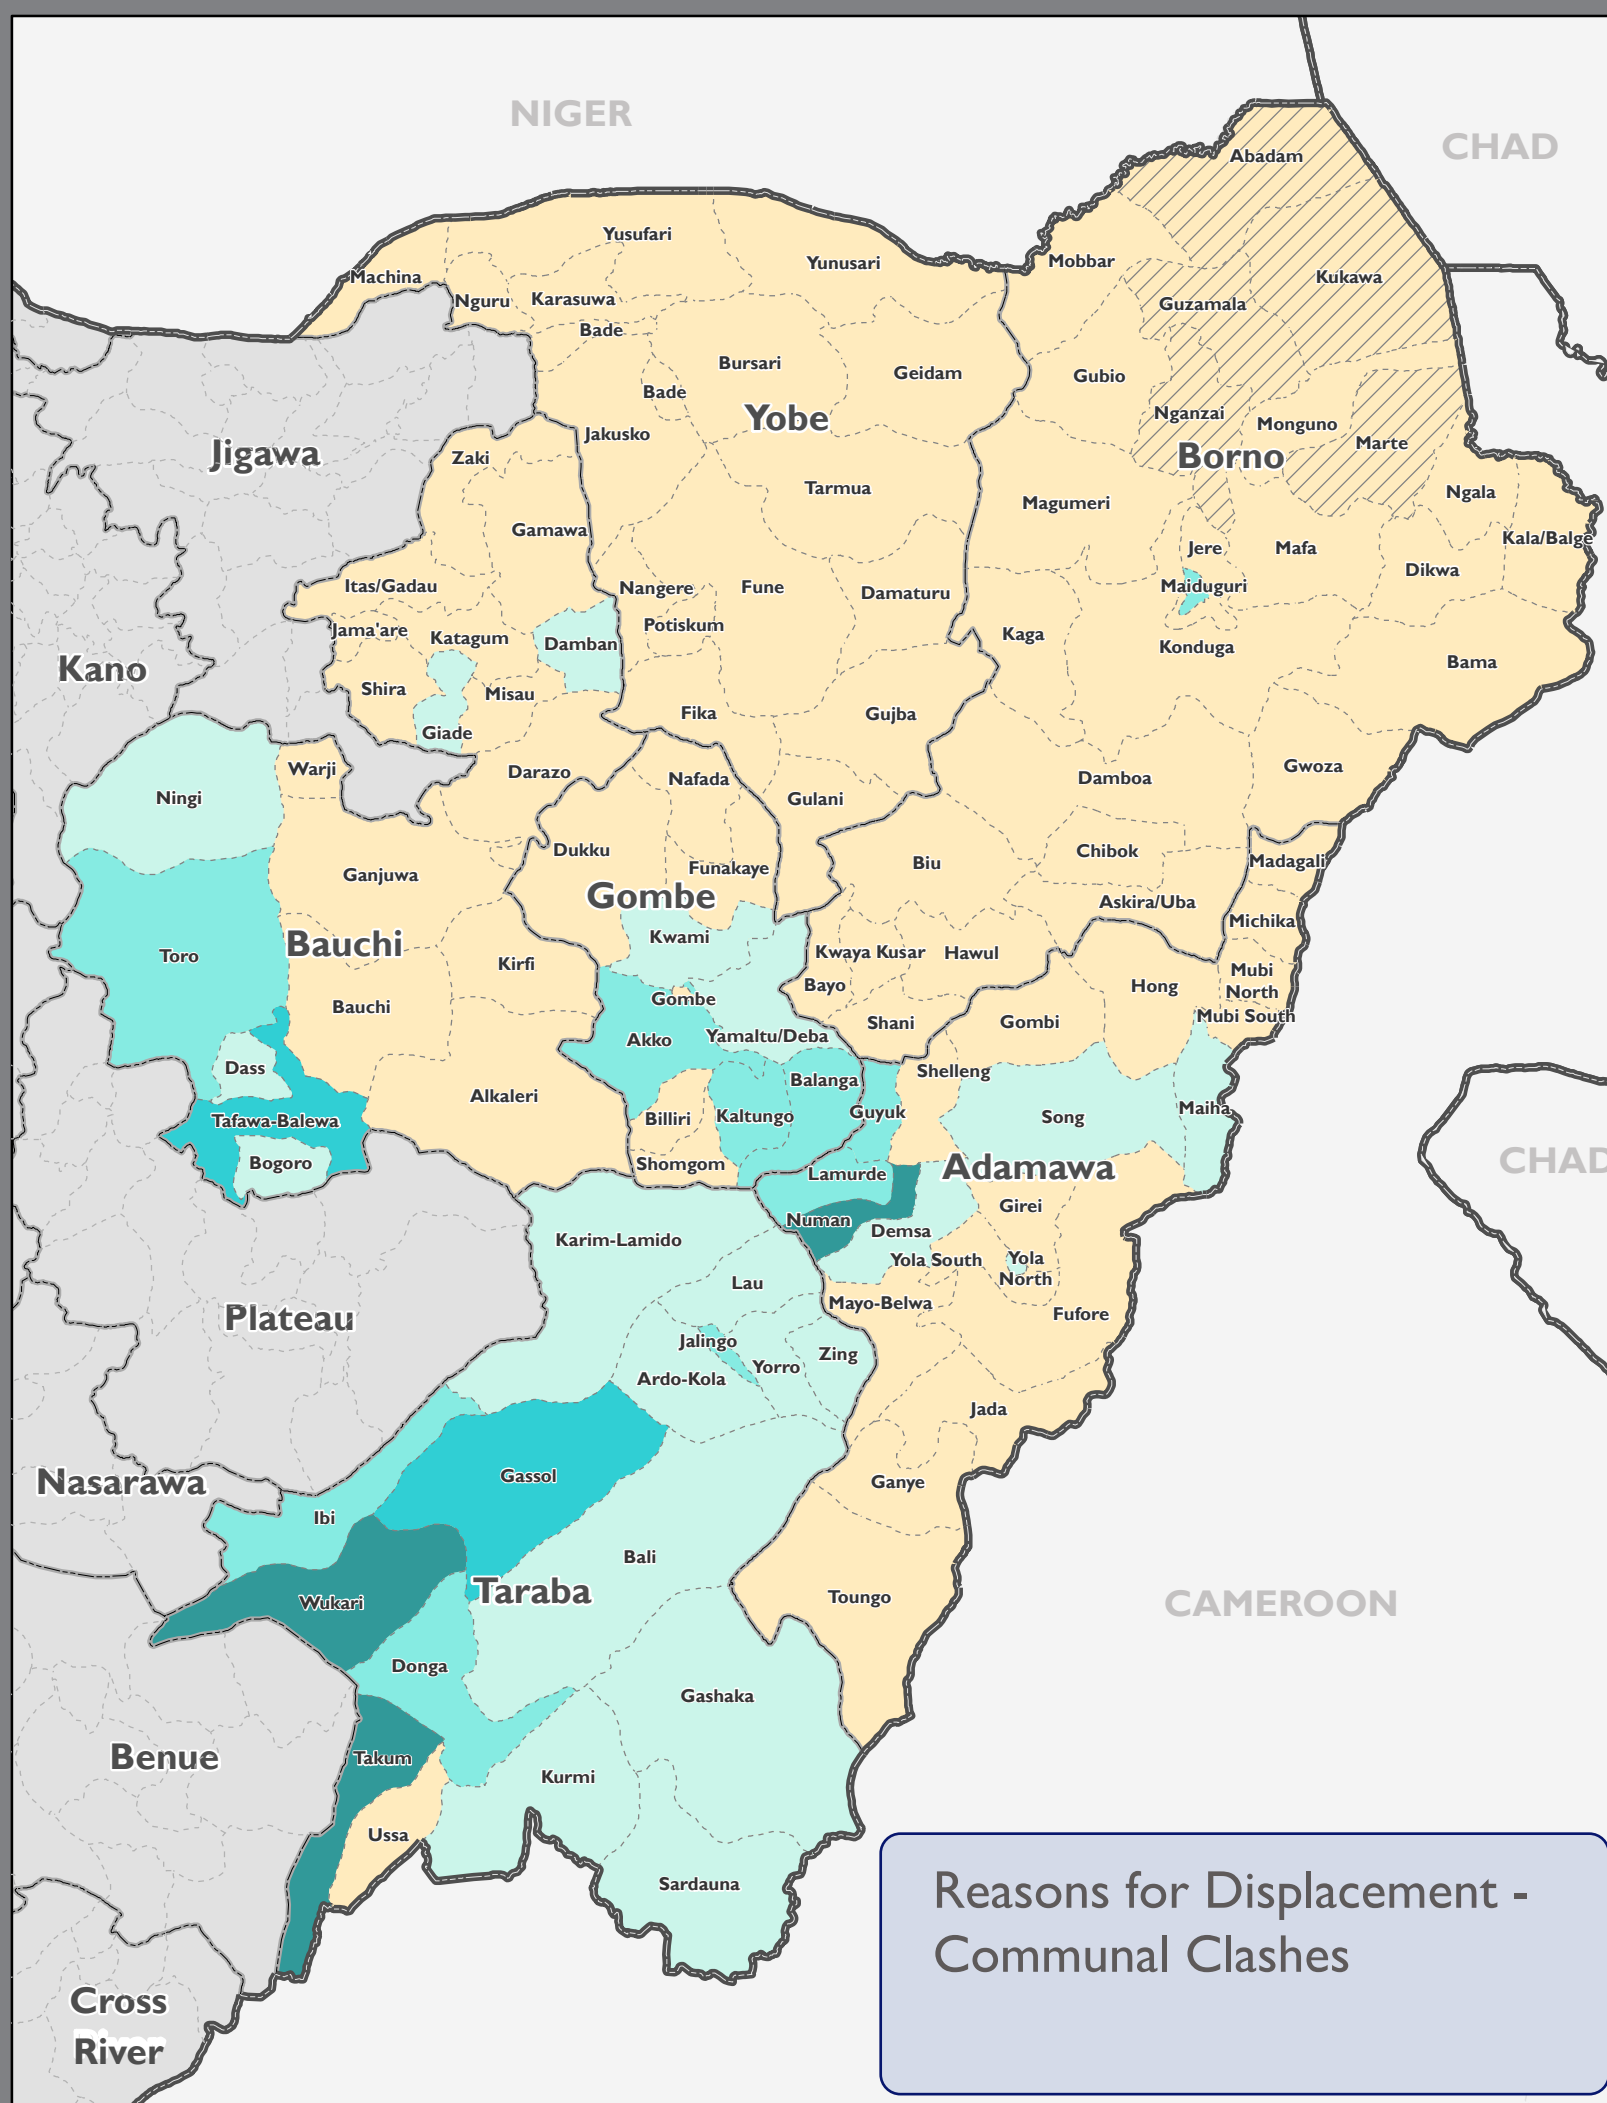 NIGER
CHAD
Abadam
Yusufari
Yunusari
Mobbar
Machina
Kukawa
Nguru
Karasuwa
Guzamala
Bade
Bursari
Geidam
Gubio
Bade
Yobe
Nganzai
Monguno
Jakusko
Marte
Jigawa
Zaki
Borno
Tarmua
Ngala
Magumeri
Gamawa
Kala/Balge
Jere
Mafa
Dikwa
Itas/Gadau
Nangere
Fune
Damaturu
Maiduguri
Jama'are
Katagum
Damban
Potiskum
Kaga
Konduga
Bama
Kano
Shira
Misau
Giade
Fika
Gujba
Warji
Darazo
Nafada
Damboa
Gwoza
Ningi
Gulani
Dukku
Chibok
Madagali
Ganjuwa
Funakaye
Biu
Gombe
Askira/Uba
Michika
Bauchi
Kwami
Toro
Kirfi
Kwaya Kusar
Hawul
Mubi
North
Bauchi
Gombe
Bayo
Hong
Mubi South
Akko
Yamaltu/Deba
Shani
Gombi
Dass
Balanga
Shelleng
Alkaleri
Tafawa-Balewa
Billiri
Kaltungo
Guyuk
Song
Maiha
Bogoro
Shomgom
Lamurde
Adamawa
CHAD
Numan
Demsa
Girei
Karim-Lamido
Yola South
Yola
North
Lau
Mayo-Belwa
Fufore
Plateau
Jalingo
Zing
Yorro
Ardo-Kola
Jada
Nasarawa
Gassol
Ganye
Ibi
Bali
Taraba
Wukari
Toungo
CAMEROON
Donga
Gashaka
Benue
Takum
Kurmi
Ussa
Sardauna
Reasons for Displacement -
Communal Clashes
Cross
River